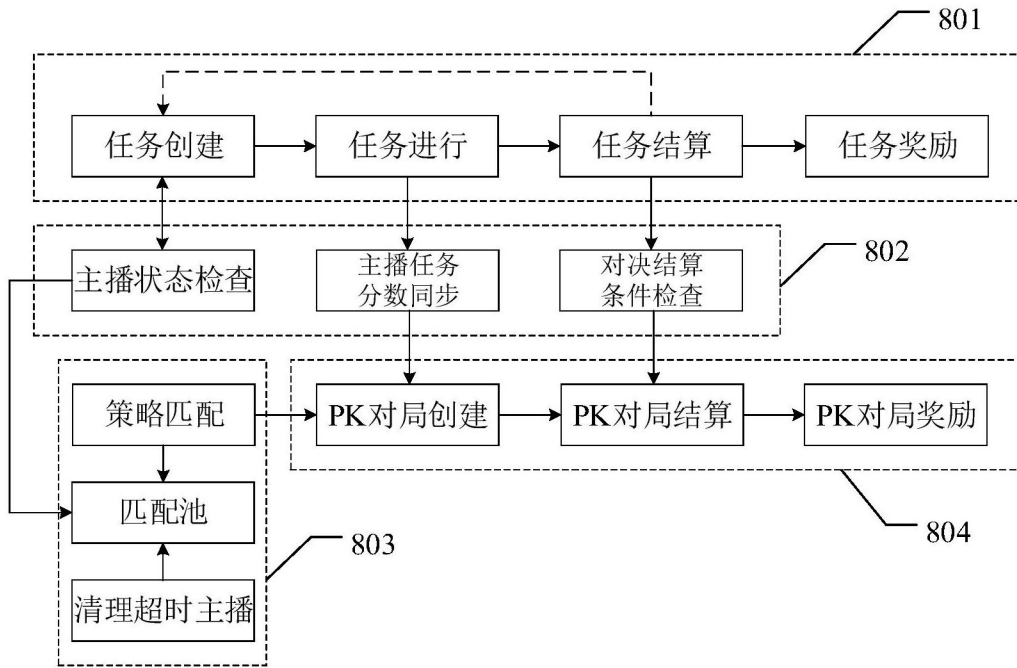 801
任务创建
任务进行
任务结算
任务奖励
802
主播状态检查
主播任务
分数同步
对决结算
条件检查
策略匹配
PK对局创建
PK对局结算
PK对局奖励
匹配池
803
804
清理超时主播